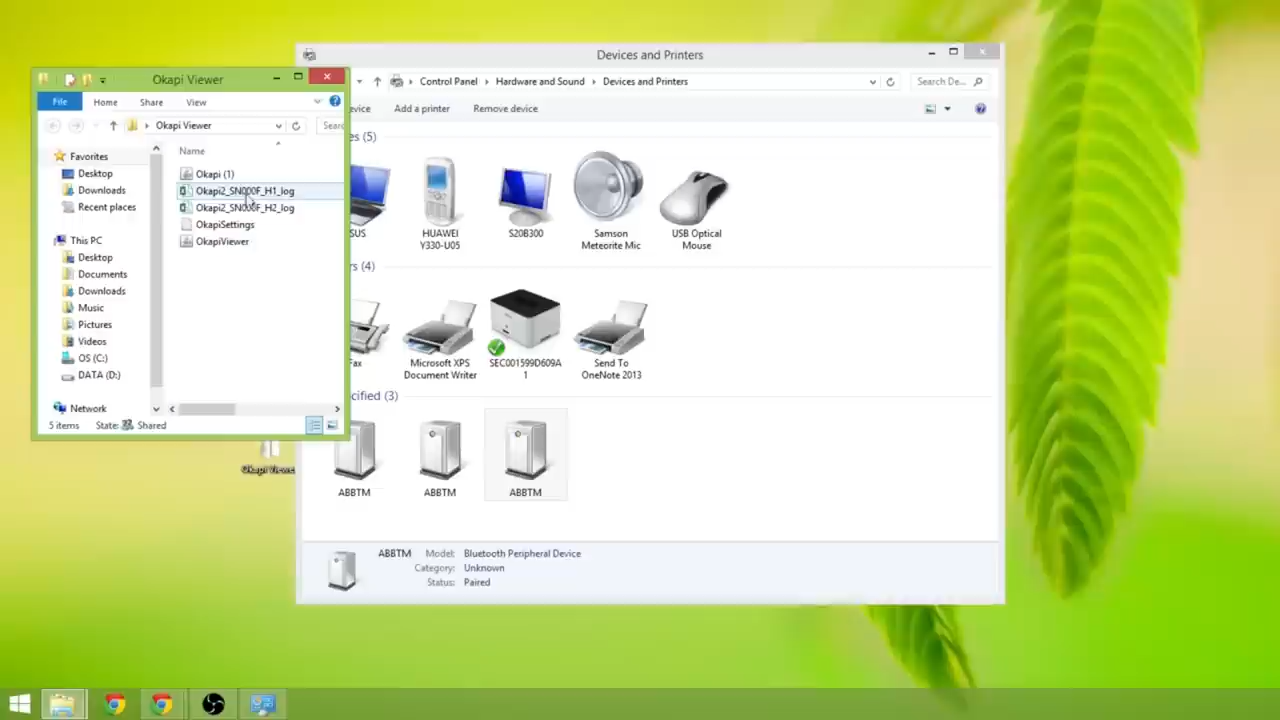 Okapi Viewer
File Home Share View
Okapi Viewer
Sear
Favorites
Desktop
Downloads
Recent places
This PC
Desktop
Documents
Downloads
Music
Pictures
Videos
OS (C:)
DATA (D:)
Network
Name
Okapi (1)
Okapi2_SN000F_H1_log
Okapi2_SN000F_H2_log
OkapiSettings
OkapiViewer
5 items State: Shared
Okapi Viewer
Devices and Printers
Control Panel Hardware and Sound Devices and Printers
Search De...
evice Add a printer Remove device
es (5)
SUS
HUAWEI
Y330-U05
S20B300
Samson
Meteorite Mic
USB Optical
Mouse
rs (4)
Fax
Microsoft XPS
Document Writer
SEC001599D609A
1
Send To
OneNote 2013
cified (3)
ABBTM
ABBTM
ABBTM
ABBTM Model: Bluetooth Peripheral Device
Category: Unknown
Status: Paired